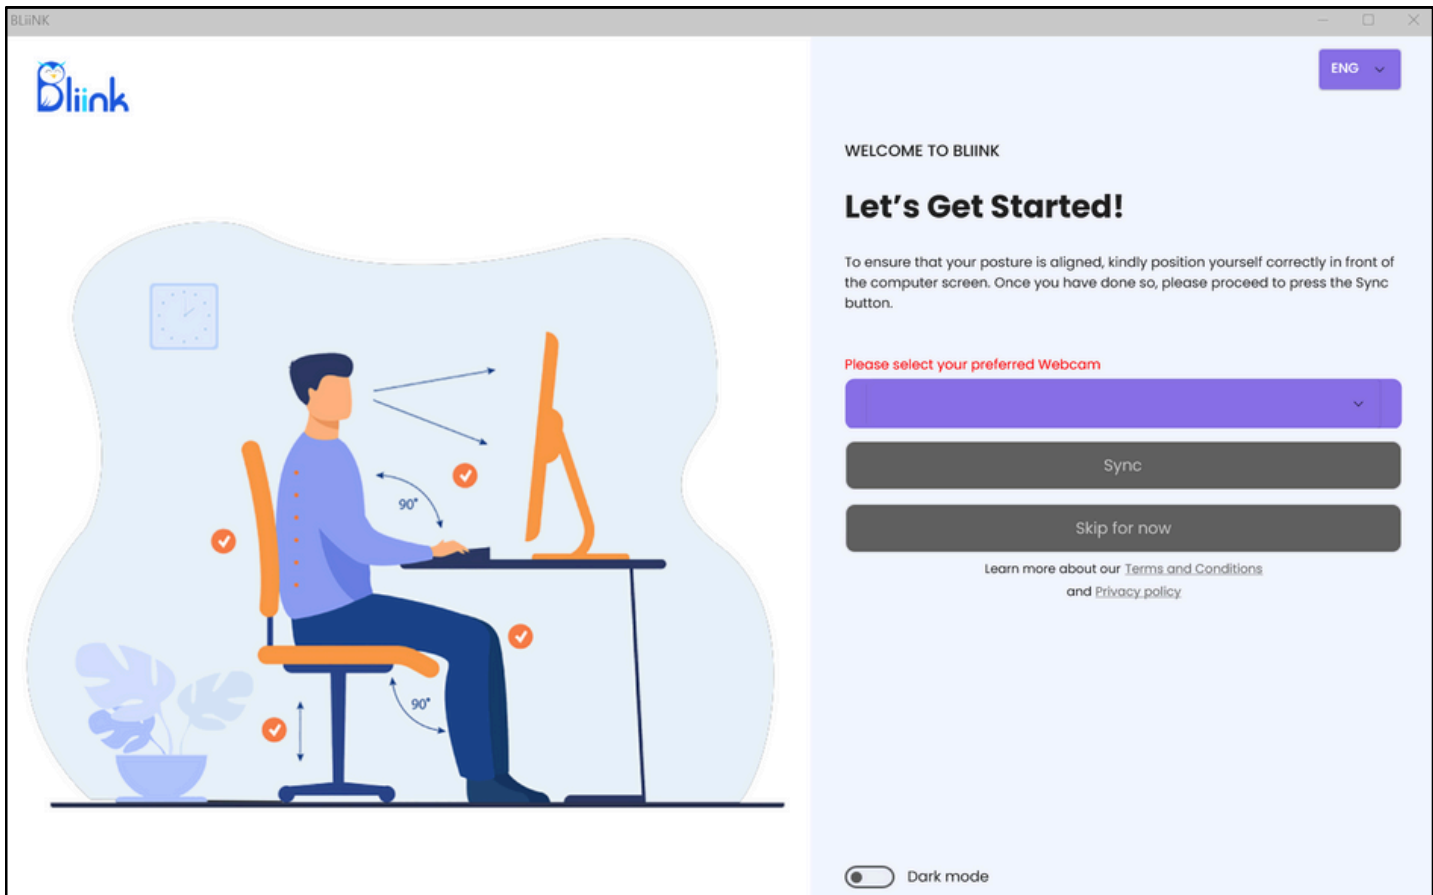 BLiiNK
Bliink
ENG
WELCOME TO BLIINK
Let's Get Started!
To ensure that your posture is aligned, kindly position yourself correctly in front of
the computer screen. Once you have done so, please proceed to press the Sync
button.
Please select your preferred Webcam
Sync
Skip for now
Learn more about our Terms and Conditions
and Privacy policy
90°
90°
Dark mode